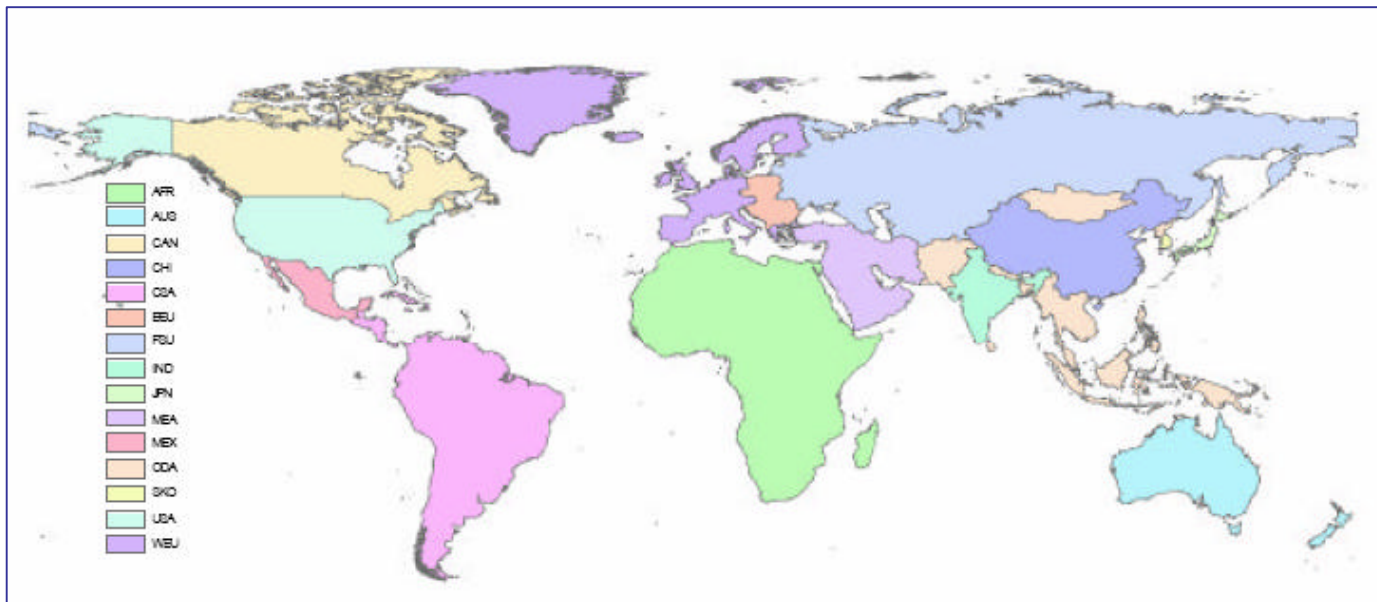 AFR
AUS
CAN
CHI
CSA
EEU
FSU
IND
JPN
MEA
MEX
ODA
SKO
USA
WEU